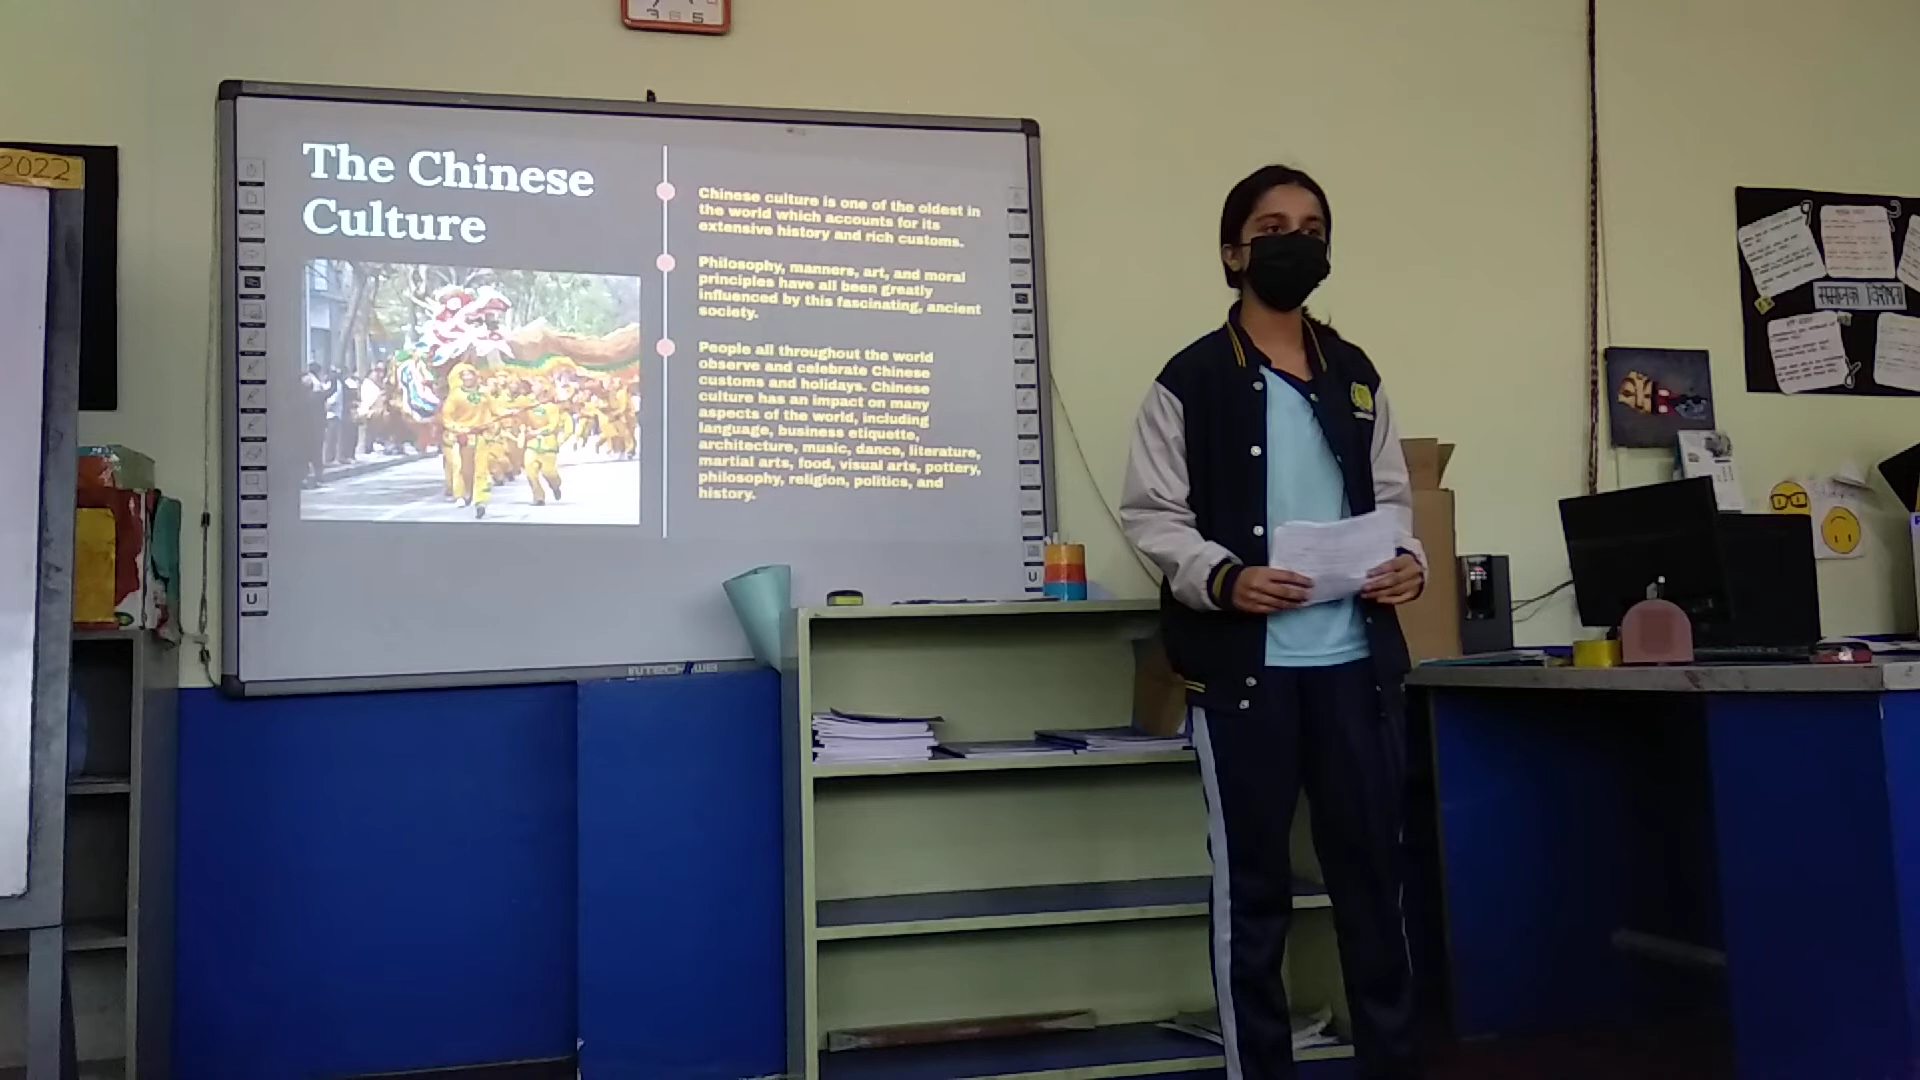 2022
The Chinese
Culture
Chinese culture is one of the oldest in
the world which accounts for its
extensive history and rich customs.
Philosophy, manners, art, and moral
principles have all been greatly
influenced by this fascinating, ancient
society.
People all throughout the world
observe and celebrate Chinese
customs and holidays. Chinese
culture has an impact on many
aspects of the world, including
language, business etiquette,
architecture, music, dance, literature,
martial arts, food, visual arts, pottery,
philosophy, religion, politics, and
history.